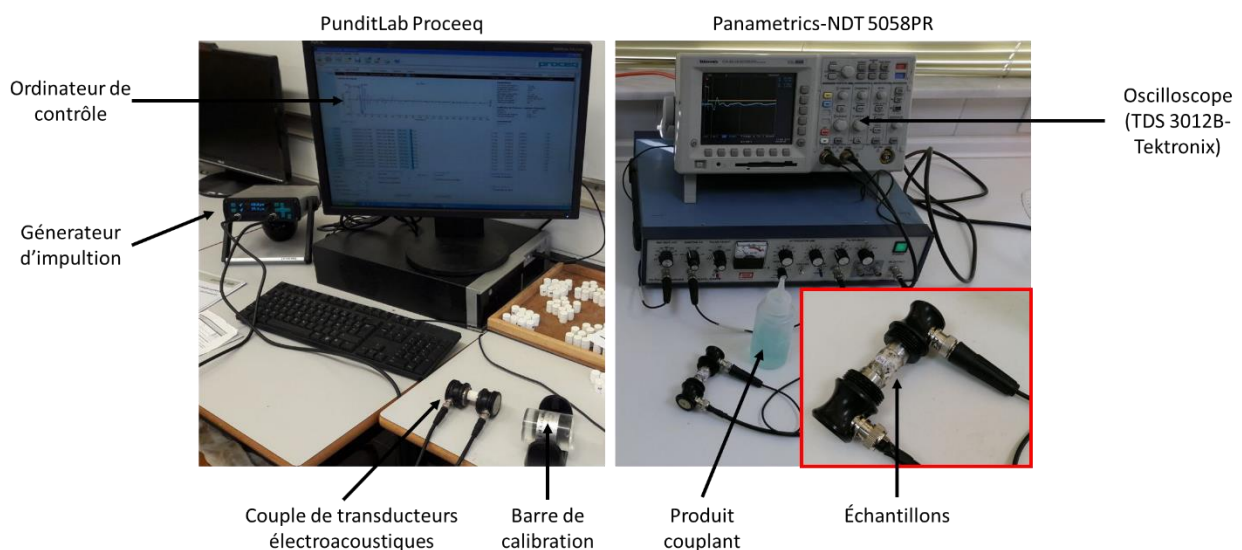 PunditLab Proceeq
Panametrics-NDT 5058PR
Ordinateur de
contrôle
proceq
Oscilloscope
(TDS 3012B-
Tektronix)
Génerateur
d'impultion
Couple de transducteurs
électroacoustiques
Barre de
calibration
Produit
couplant
Échantillons